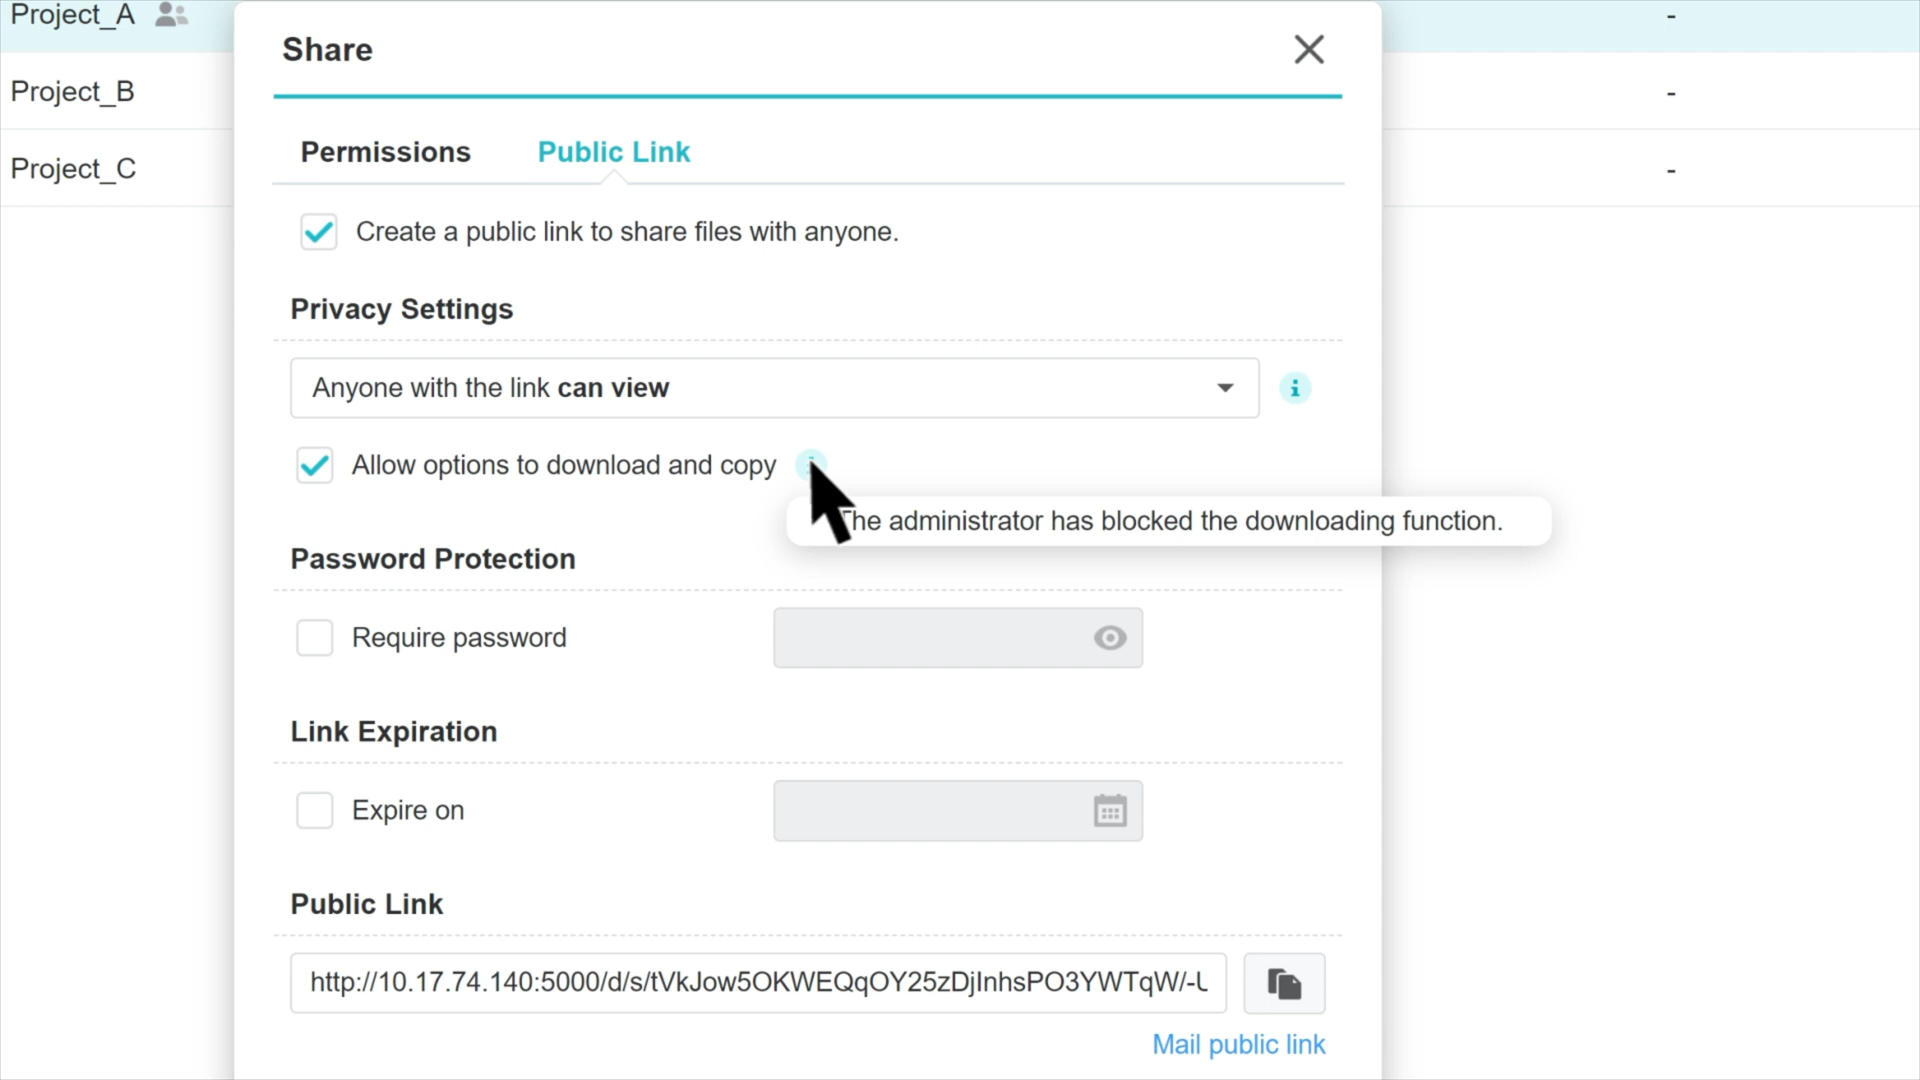 Project_A
-
Project_B
-
Project_C
-
Share
Permissions
Public Link
Create a public link to share files with anyone.
Privacy Settings
Anyone with the link can view
Allow options to download and copy
The administrator has blocked the downloading function.
Password Protection
Require password
Link Expiration
Expire on
Public Link
http://10.17.74.140:5000/d/s/tVkJow5OKWEQqOY25zDjInhsPO3YWTqW/-U
Mail public link